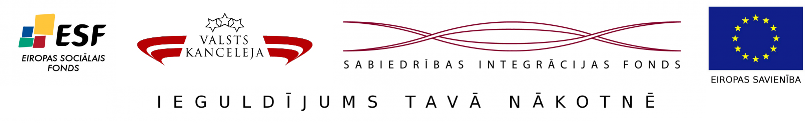 ESF
EIROPAS SOCIĀLAIS
FONDS
VALSTS
KANCELEJA
SABIEDRĪBAS INTEGRĀCIJAS FONDS
EIROPAS SAVIENĪBA
IEGULDĪJUMS TAVĀ NĀKOTNĒ